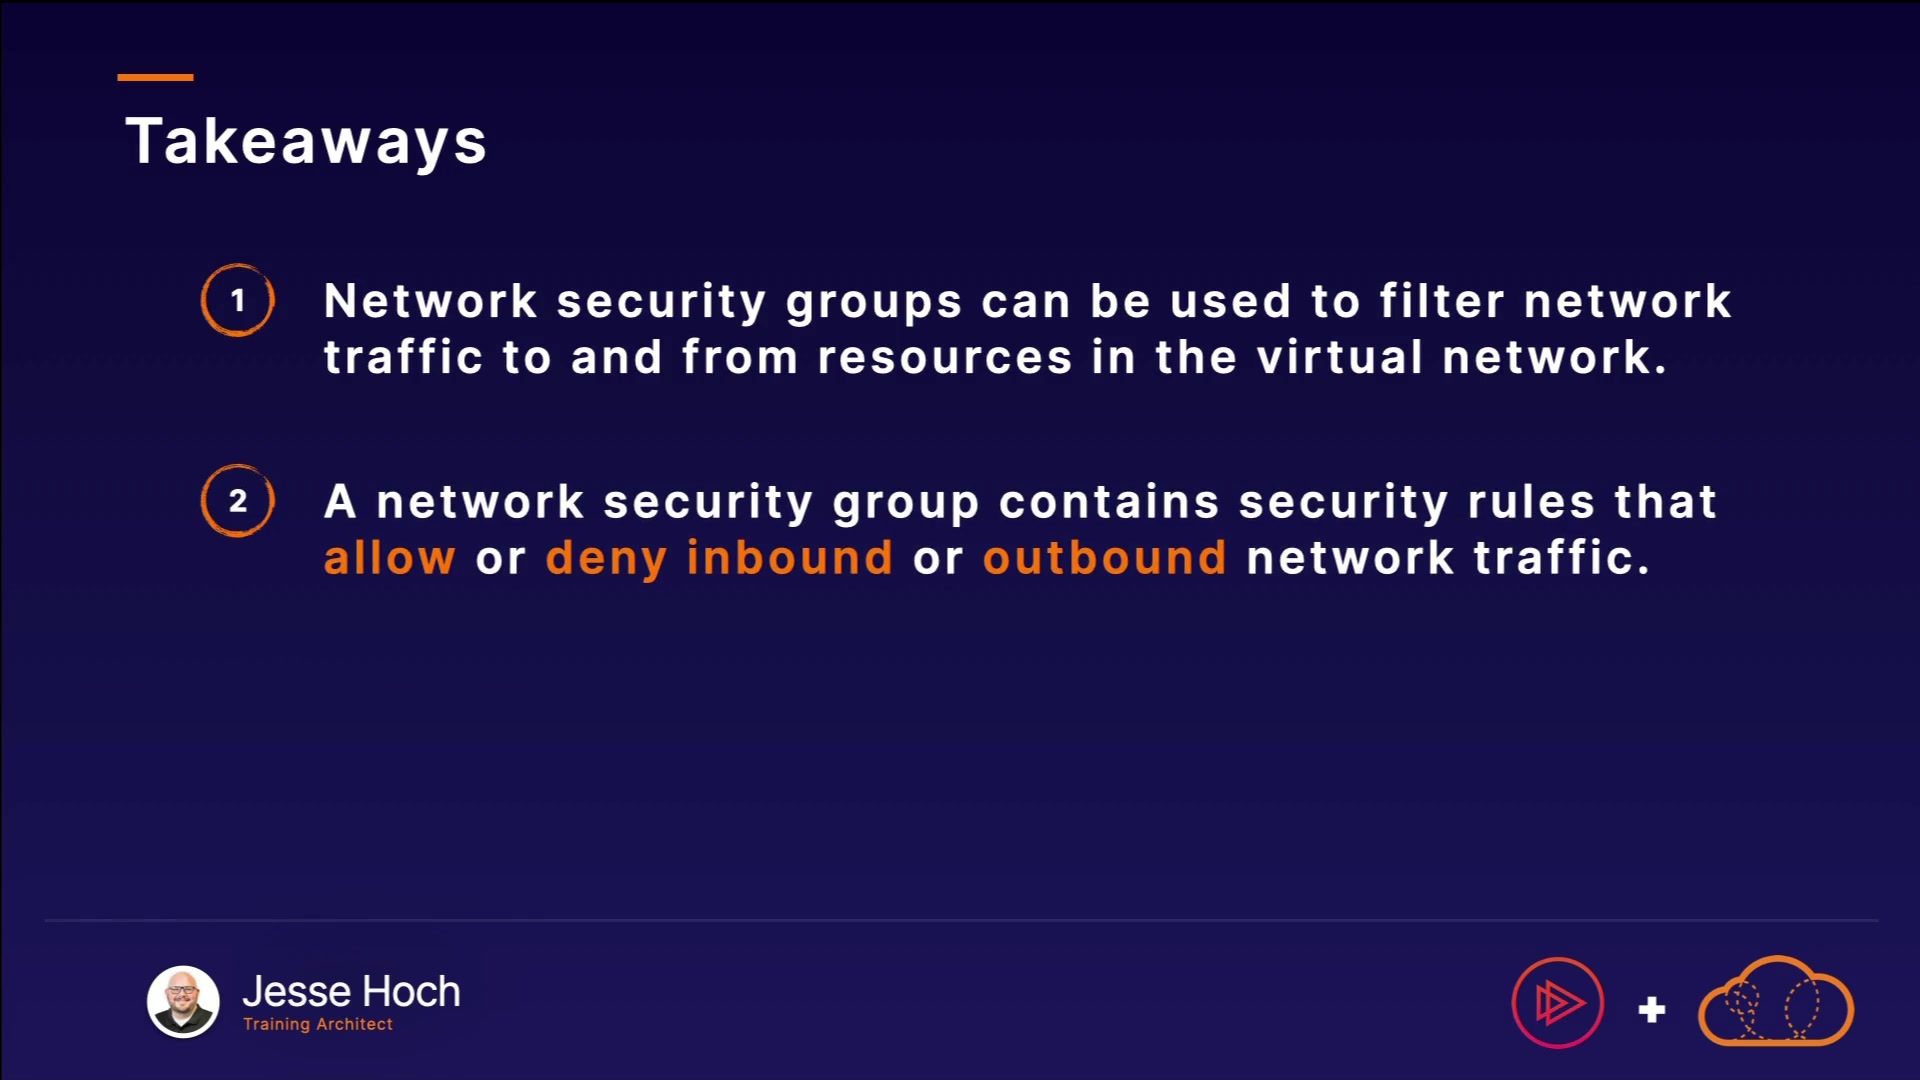 Takeaways
1
Network security groups can be used to filter network
traffic to and from resources in the virtual network.
2
A network security group contains security rules that
allow or deny inbound or outbound network traffic.
Jesse Hoch
Training Architect